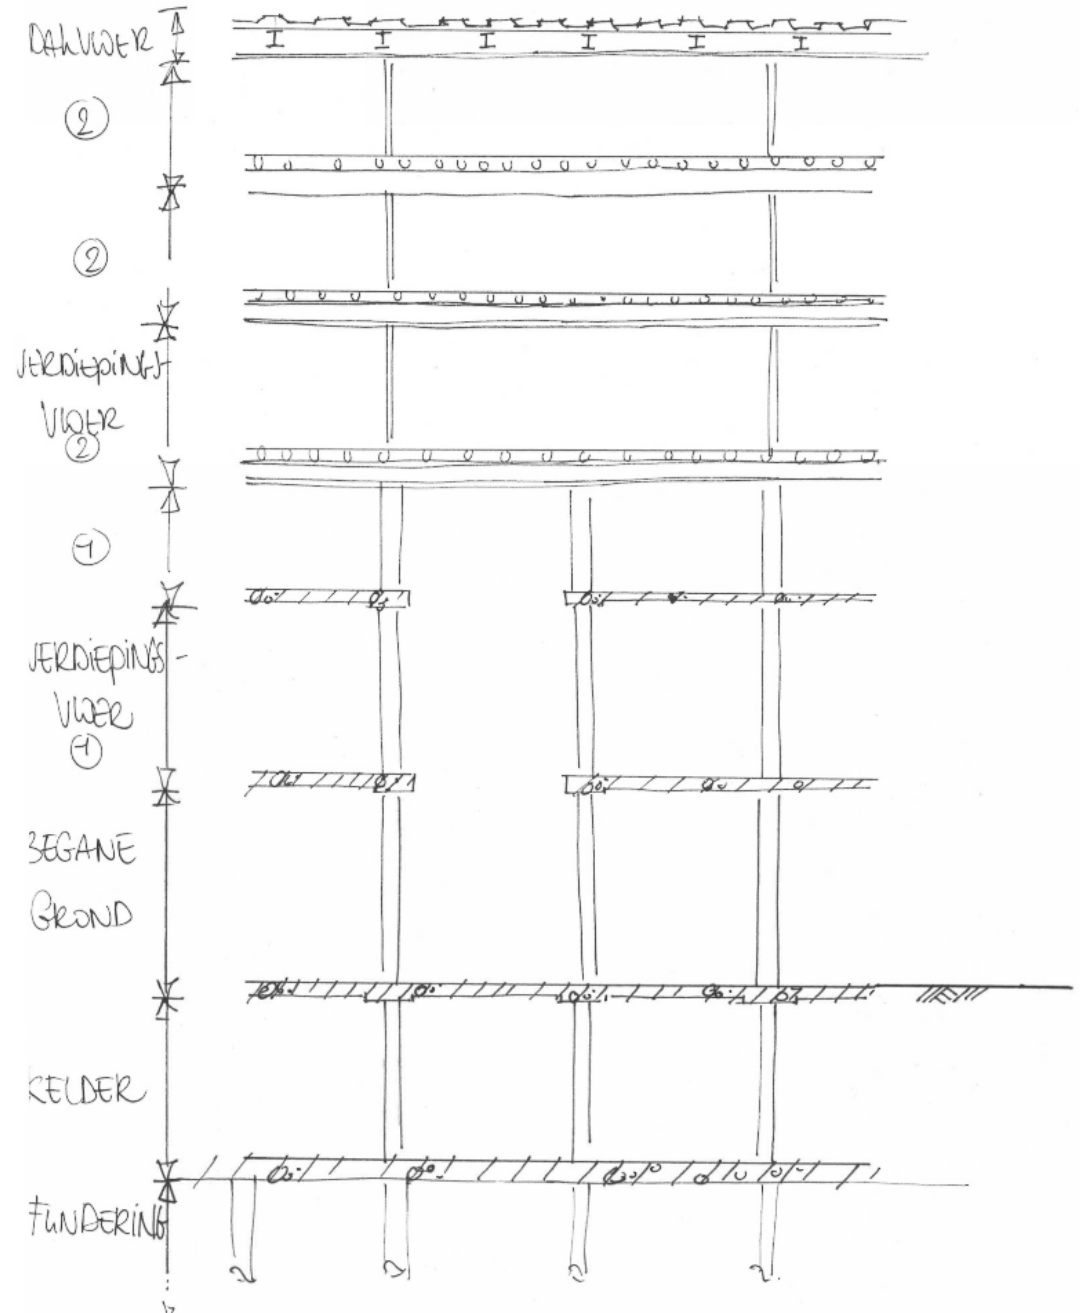 DAKVLOER
2
2
VERDIEPINGS-
VLOER
2
1
VERDIEPINGS-
VLOER
1
BEGANE
GROND
KELDER
FUNDERING